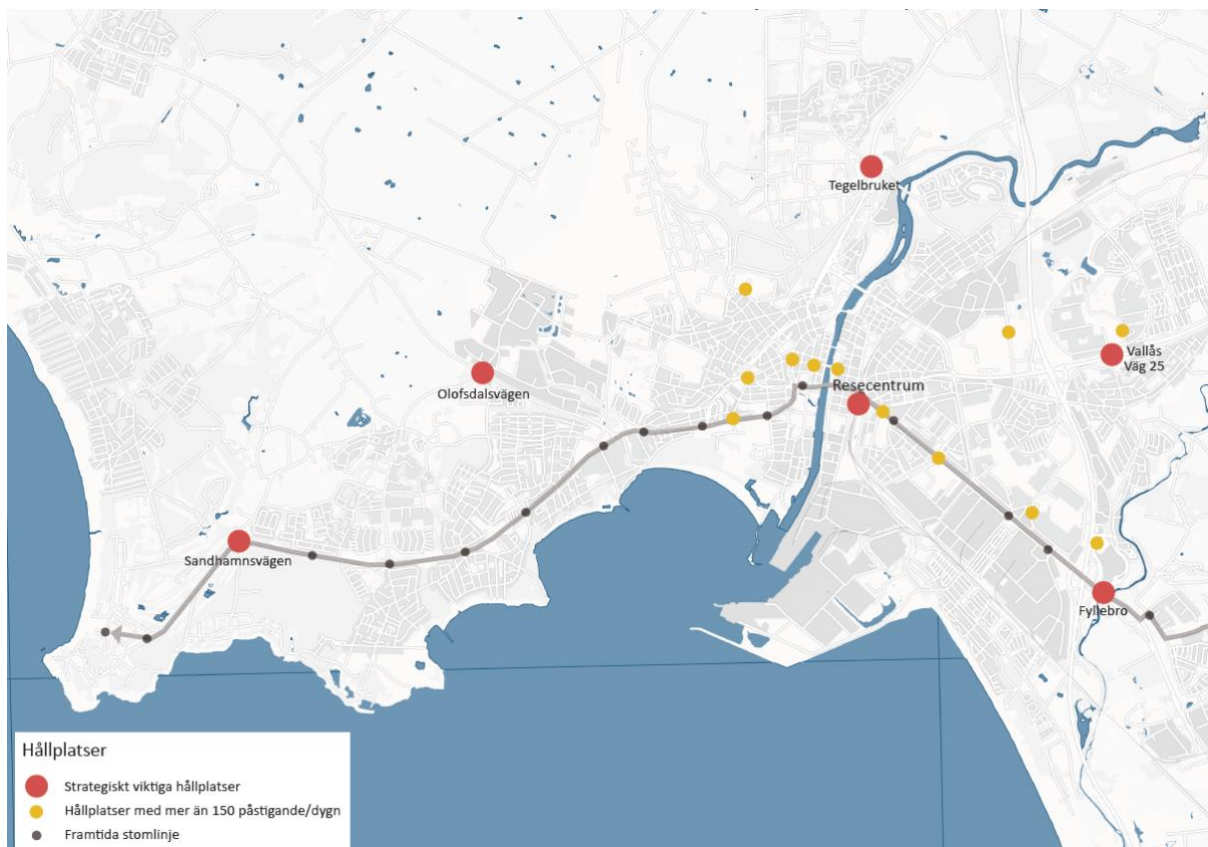 Tegelbruket
Vallås
Väg 25
Olofsdalsvägen
Resecentrum
Sandhamnsvägen
Fyllebro
Hållplatser
Strategiskt viktiga hållplatser
Hållplatser med mer än 150 påstigande/dygn
Framtida stomlinje